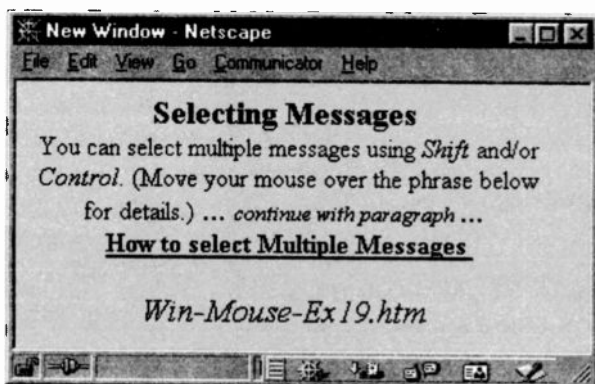 New Window - Netscape
File Edit View Go Communicator Help
Selecting Messages
You can select multiple messages using Shift and/or
Control. (Move your mouse over the phrase below
for details.) ... continue with paragraph ...
How to select Multiple Messages
Win-Mouse-Ex19.htm